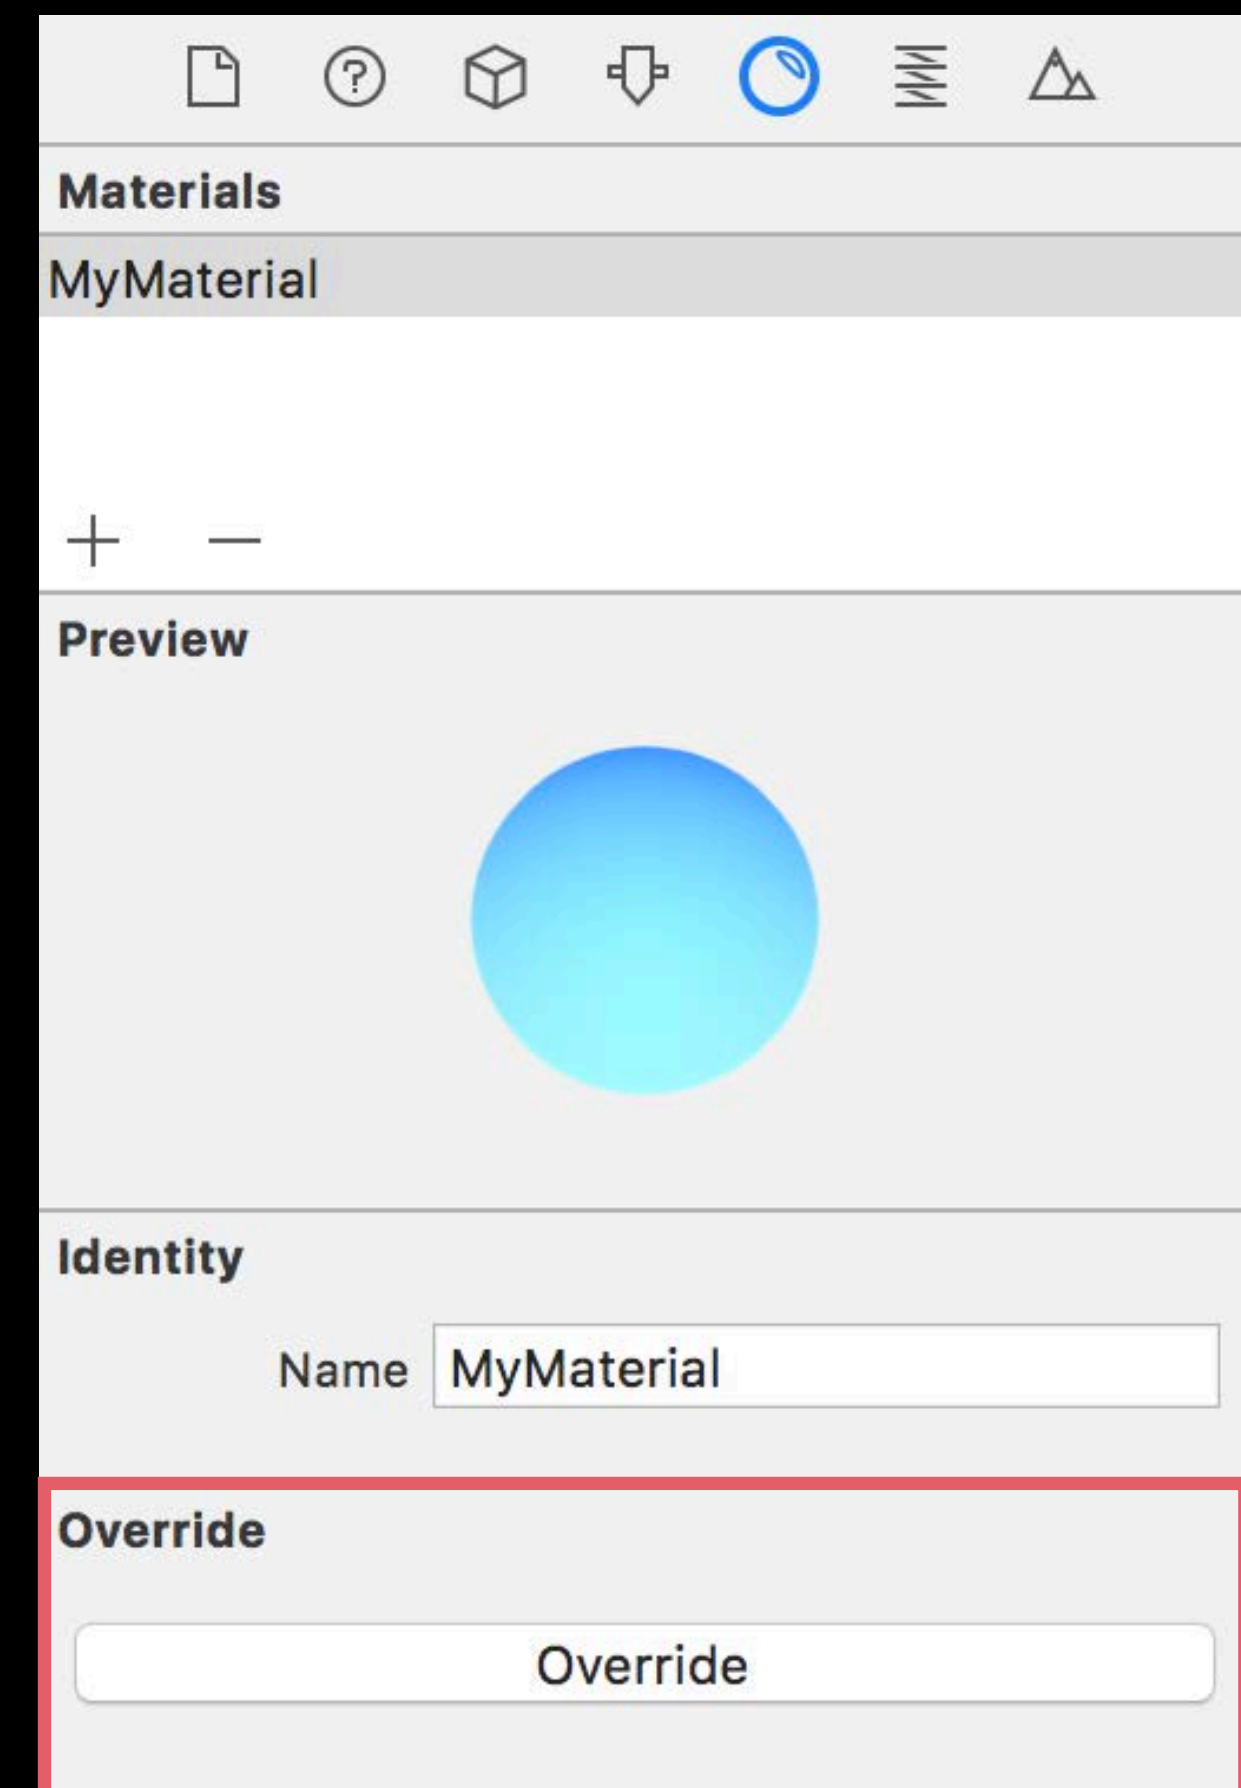 Materials
MyMaterial
Preview
Identity
Name MyMaterial
Override
Override